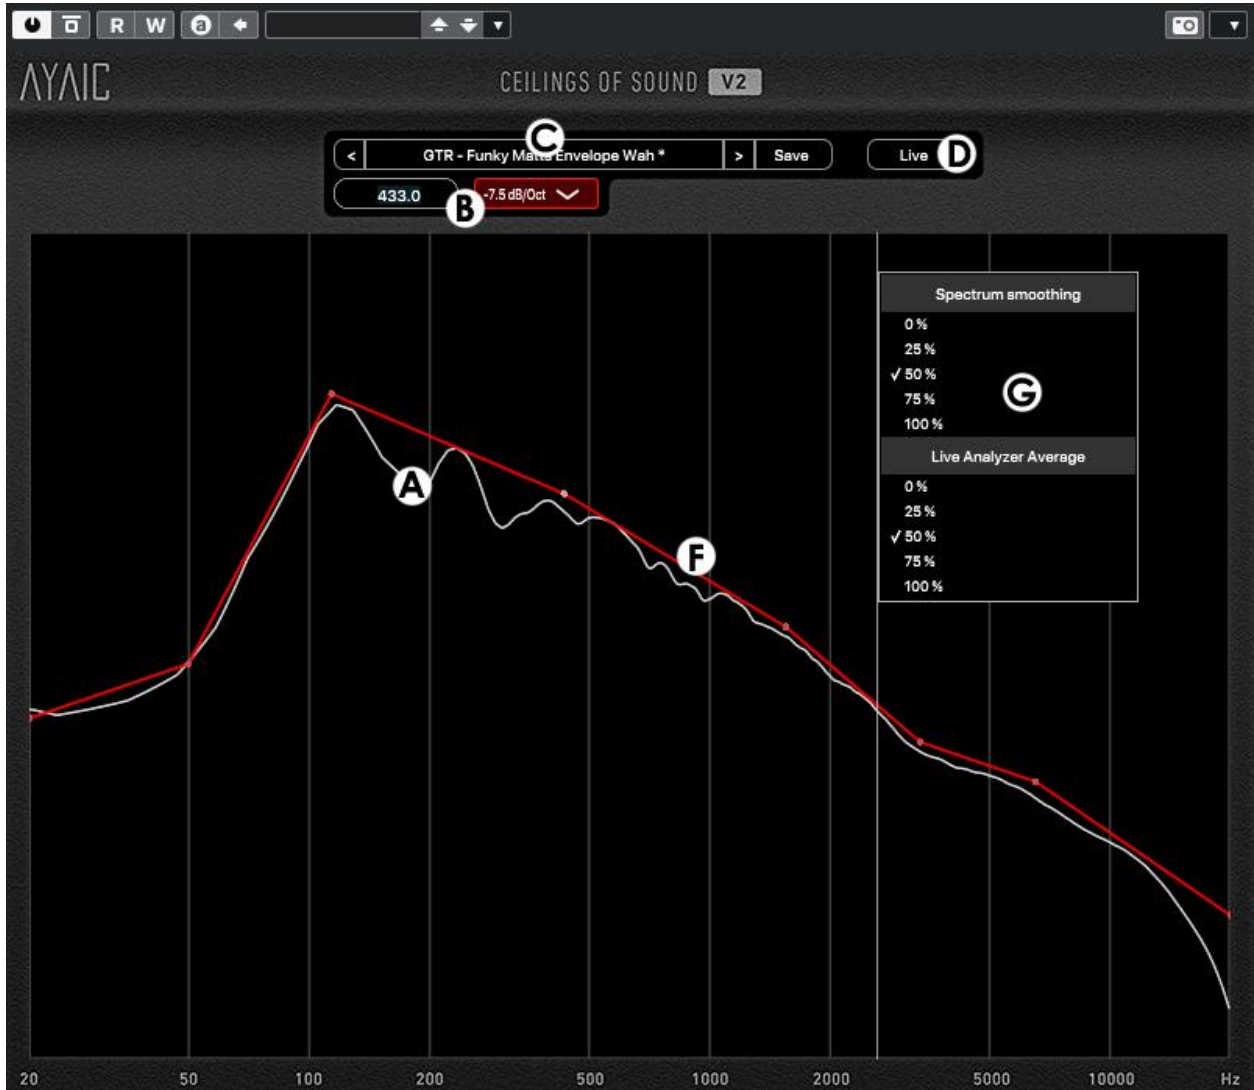 R W a
AYAIC CEILINGS OF SOUND V2
C
< GTR - Funky Matts Envelope Wah * > Save Live D
433.0 B -7.5 dB/Oct
Spectrum smoothing
0 %
25 %
✓ 50 %
75 %
100 %
G
Live Analyzer Average
0 %
25 %
✓ 50 %
75 %
100 %
A
F
20 50 100 200 500 1000 2000 5000 10000 Hz